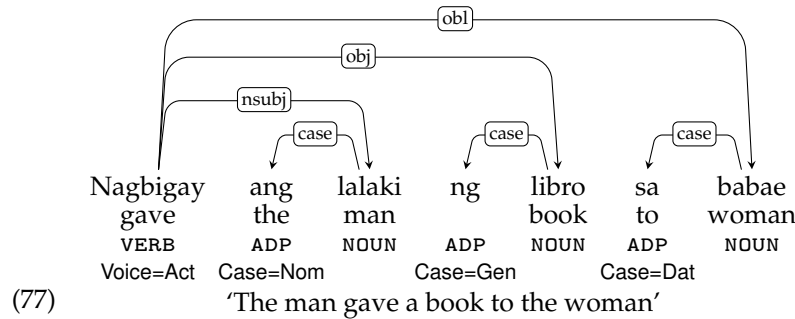 obl
obj
nsubj
case case case
Nagbigay ang lalaki ng libro sa babae
gave the man book to woman
VERB ADP NOUN ADP NOUN ADP NOUN
Voice=Act Case=Nom Case=Gen Case=Dat
(77) ‘The man gave a book to the woman’